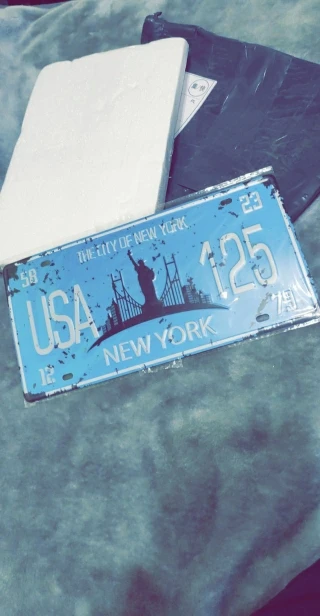 THE CITY OF NEW YORK
58
23
USA
125
NEW YORK
12